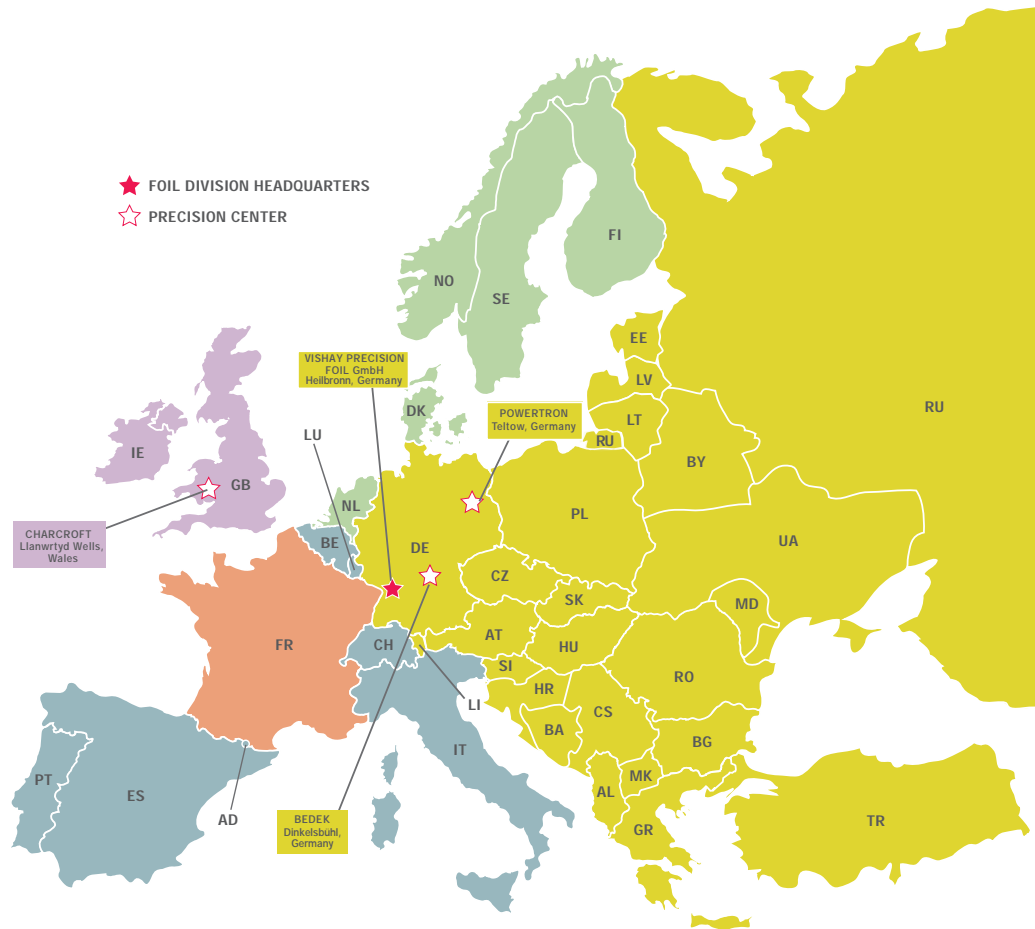 FOIL DIVISION HEADQUARTERS
PRECISION CENTER
FI
NO
SE
EE
VISHAY PRECISION
FOIL GmbH
Heilbronn, Germany
LV
RU
DK
POWERTRON
Teltow, Germany
LT
LU
RU
IE
BY
GB
NL
PL
CHARCROFT
Llanwrtyd Wells,
Wales
BE
DE
UA
CZ
SK
MD
AT
FR
CH
HU
SI
RO
HR
LI
CS
BA
BG
IT
PT
ES
MK
AL
AD
BEDEK
Dinkelsbühl,
Germany
GR
TR